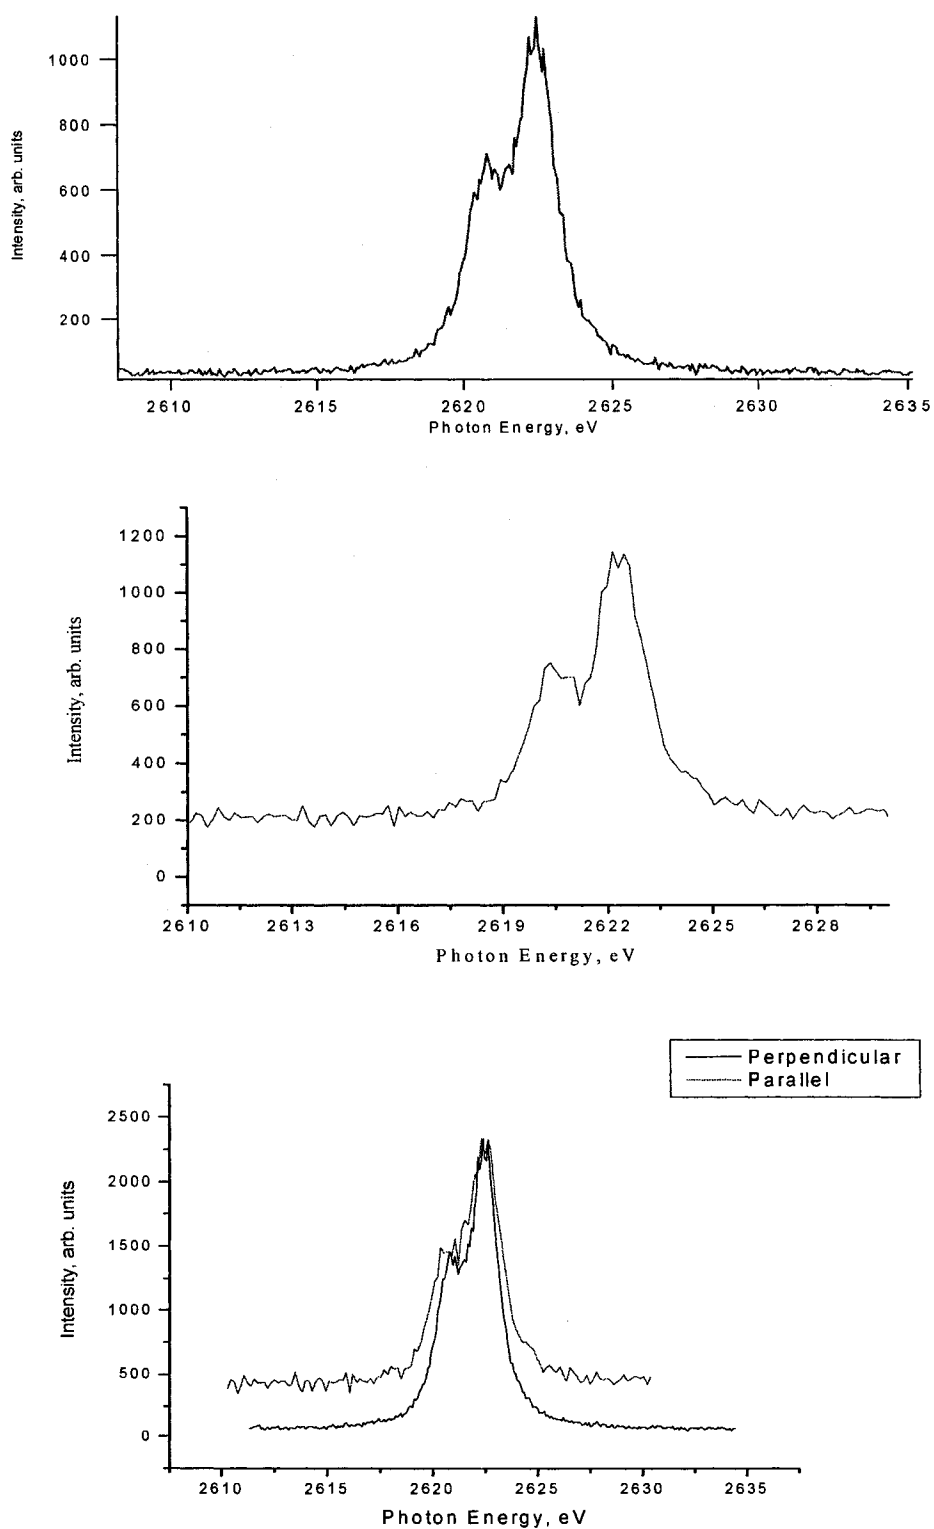 1000
800
600
400
200
Intensity, arb. units
2610 2615 2620 2625 2630 2635
Photon Energy, eV
1200
1000
800
600
400
200
0
Intensity, arb. units
2610 2613 2616 2619 2622 2625 2628
Photon Energy, eV
Perpendicular
Parallel
2500
2000
1500
1000
500
0
Intensity, arb. units
2610 2615 2620 2625 2630 2635
Photon Energy, eV